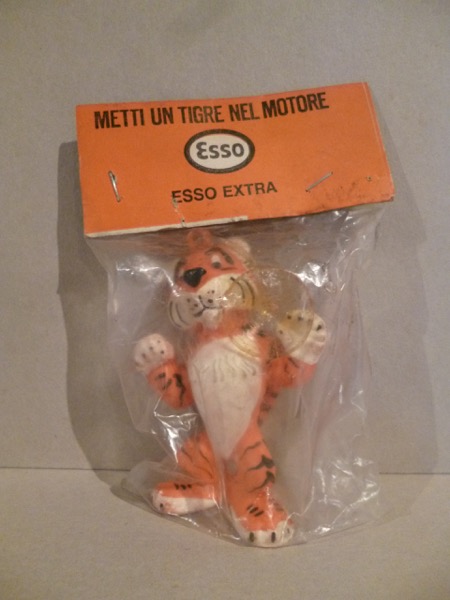 METTI UN TIGRE NEL MOTORE
Esso
ESSO EXTRA